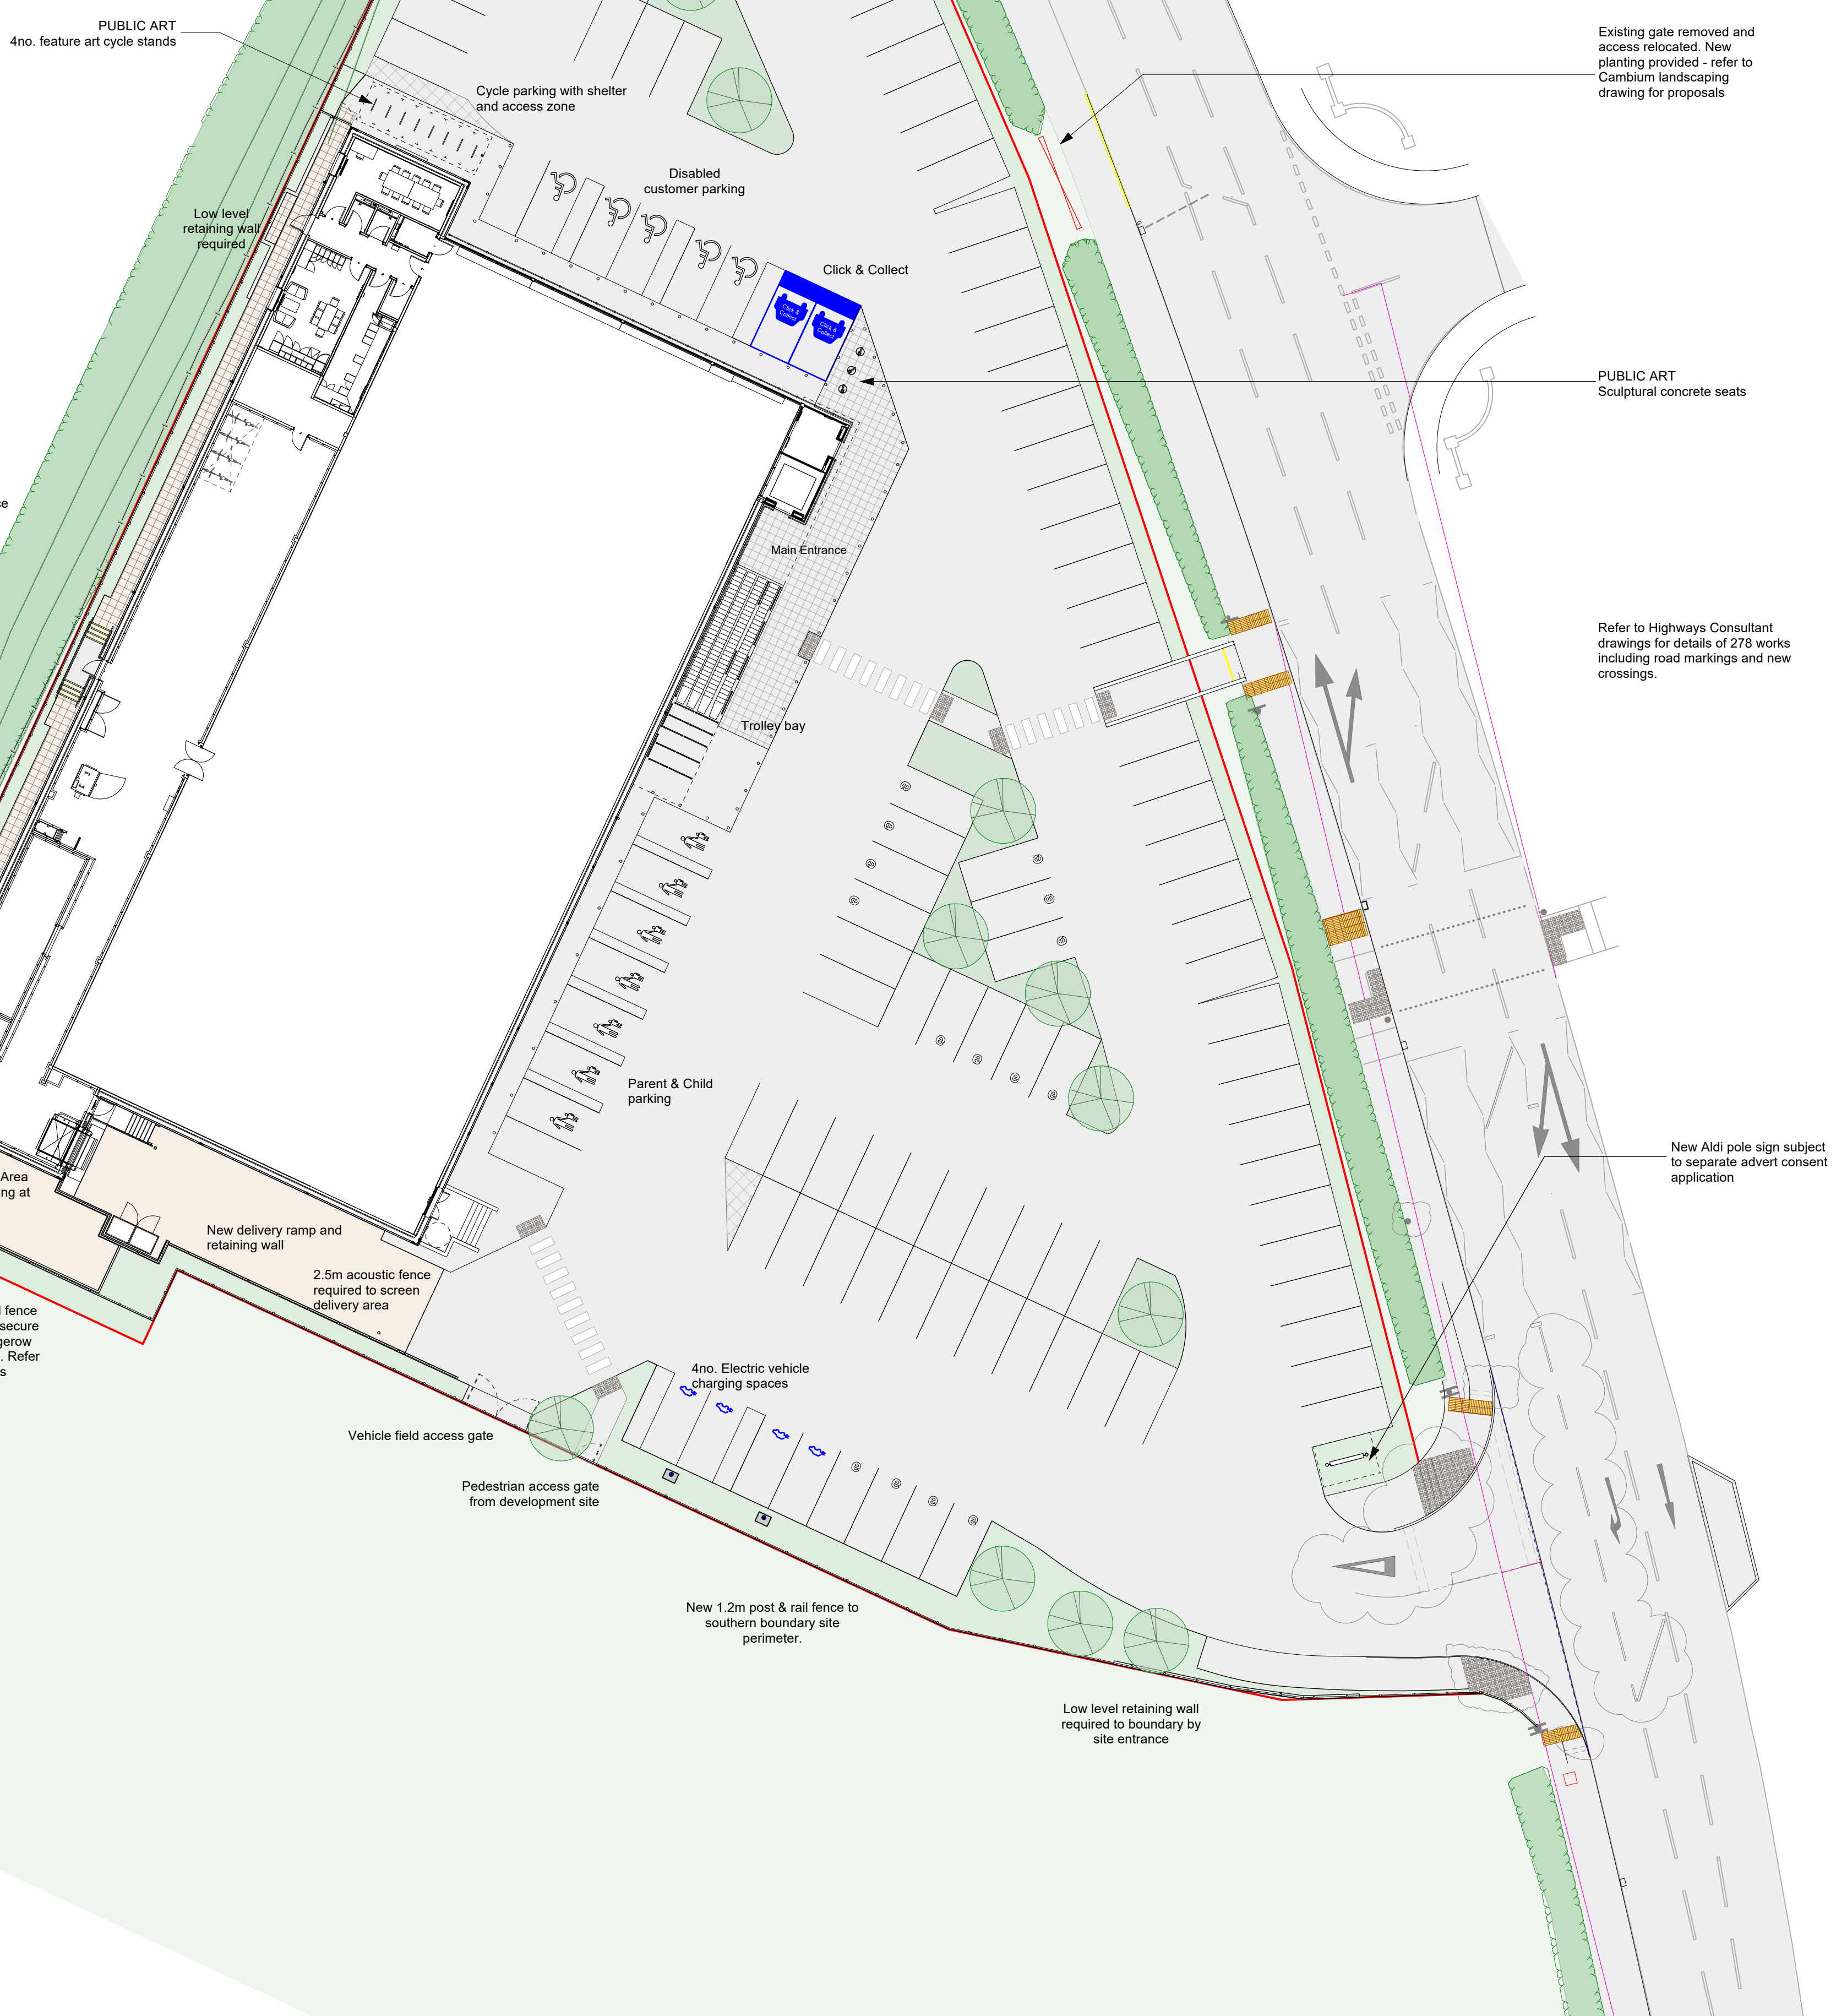 PUBLIC ART
4no. feature art cycle stands
Existing gate removed and
access relocated. New
planting provided - refer to
Cambium landscaping
drawing for proposals
Cycle parking with shelter
and access zone
Disabled
customer parking
Low level
retaining wall
required
Click & Collect
Click &
Collect
Click &
Collect
PUBLIC ART
Sculptural concrete seats
Main Entrance
Refer to Highways Consultant
drawings for details of 278 works
including road markings and new
crossings.
Trolley bay
Parent & Child
parking
New Aldi pole sign subject
to separate advert consent
application
Area
ng at
New delivery ramp and
retaining wall
2.5m acoustic fence
required to screen
delivery area
fence
secure
gerow
. Refer
s
4no. Electric vehicle
charging spaces
Vehicle field access gate
Pedestrian access gate
from development site
New 1.2m post & rail fence to
southern boundary site
perimeter.
Low level retaining wall
required to boundary by
site entrance